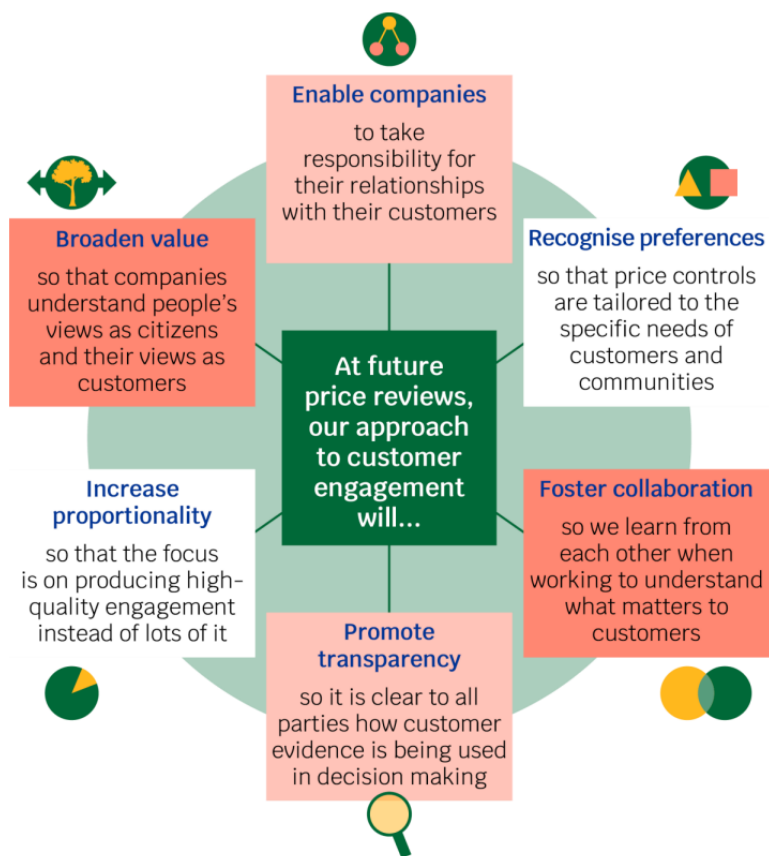 Enable companies
to take
responsibility for
their relationships
with their customers
Broaden value
so that companies
understand people's
views as citizens
and their views as
customers
Recognise preferences
so that price controls
are tailored to the
specific needs of
customers and
communities
At future
price reviews,
our approach
to customer
engagement
will...
Increase
proportionality
so that the focus
is on producing high-
quality engagement
instead of lots of it
Foster collaboration
so we learn from
each other when
working to understand
what matters to
customers
Promote
transparency
so it is clear to all
parties how customer
evidence is being used
in decision making